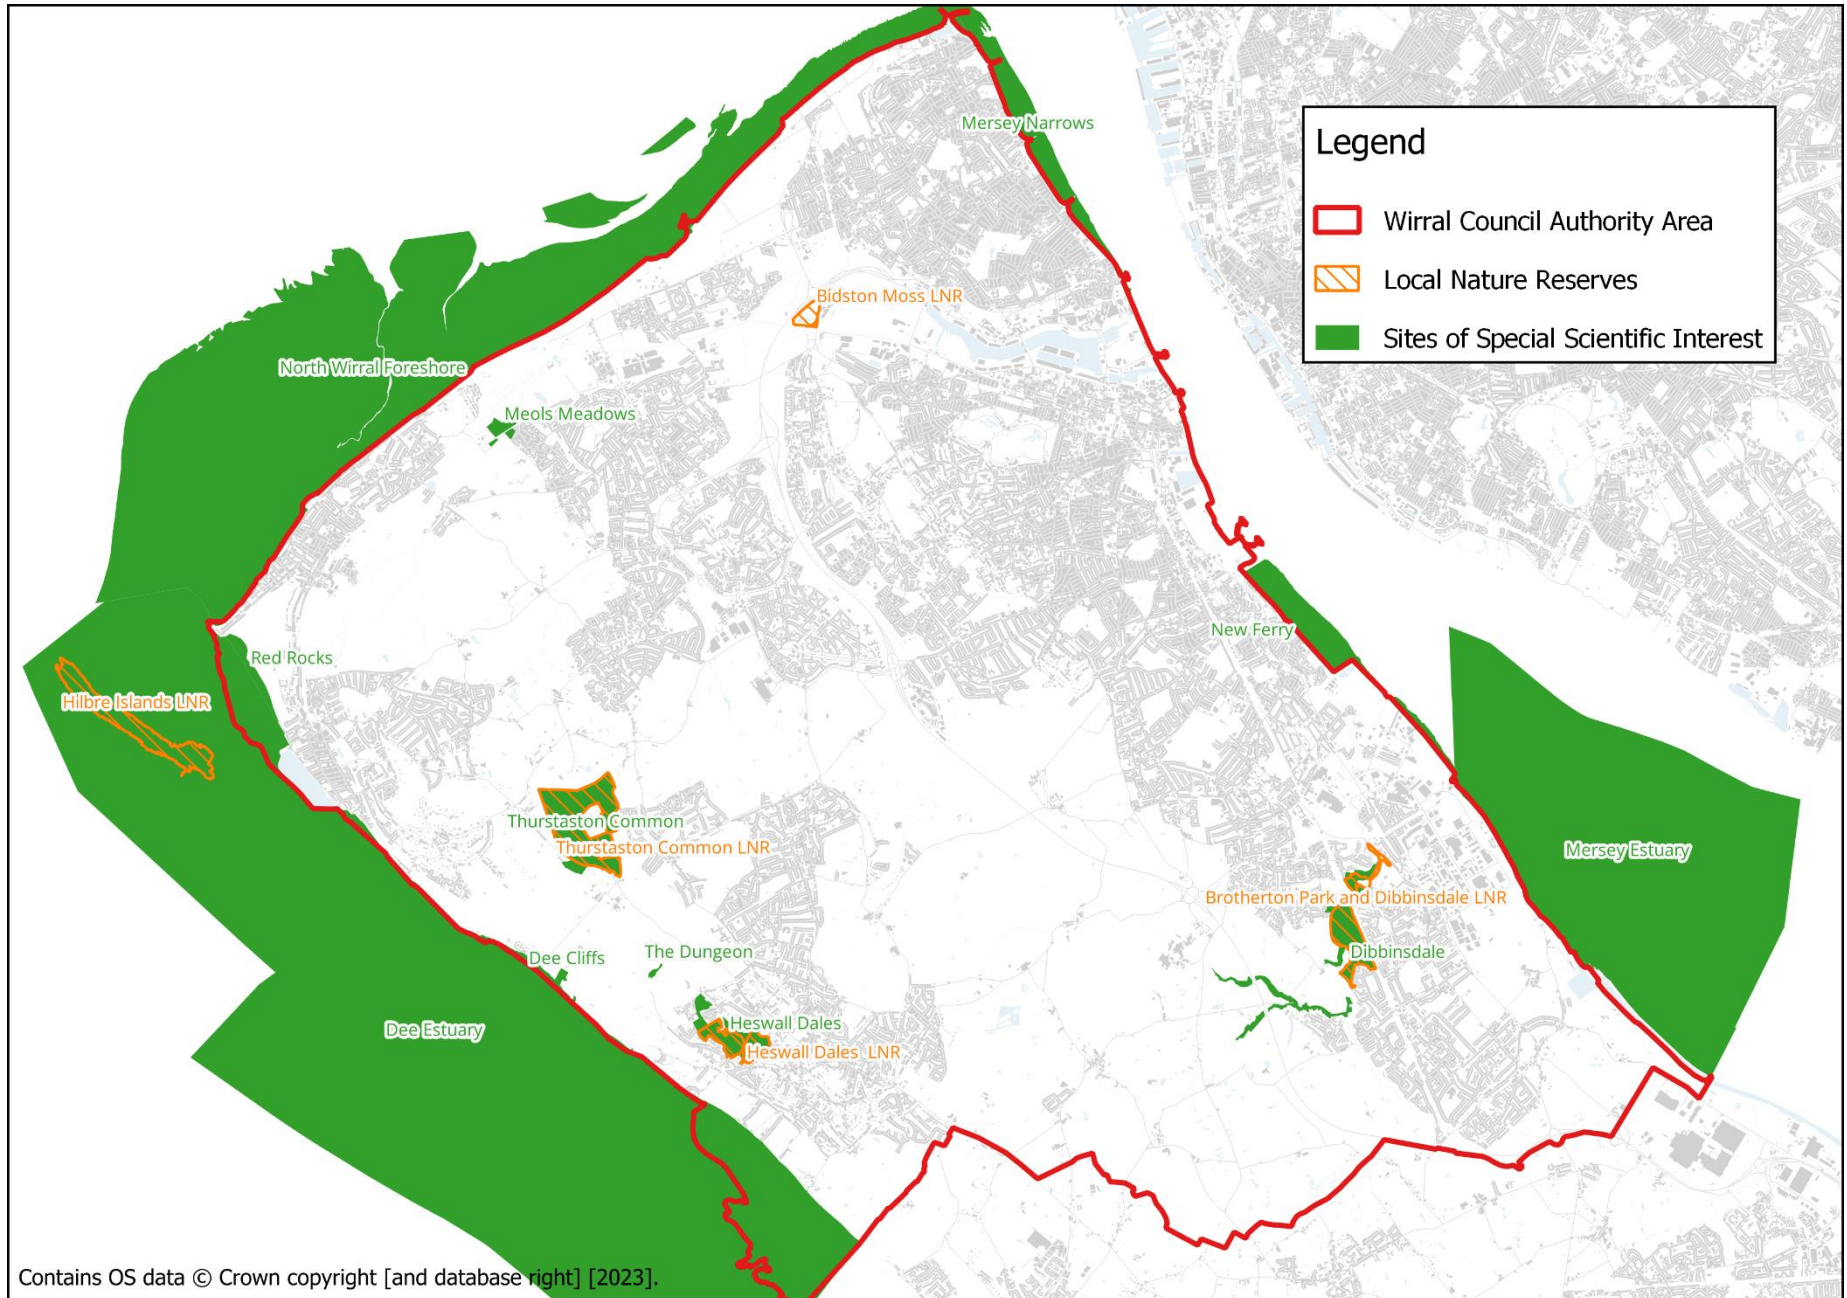 Mersey Narrows
Legend
Wirral Council Authority Area
Local Nature Reserves
Sites of Special Scientific Interest
Bidston Moss LNR
North Wirral Foreshore
Meols Meadows
New Ferry
Red Rocks
Hilbre Islands LNR
Thurstaston Common
Thurstaston Common LNR
Mersey Estuary
Brotherton Park and Dibbinsdale LNR
Dibbinsdale
The Dungeon
Dee Cliffs
Dee Estuary
Heswall Dales
Heswall Dales LNR
Contains OS data © Crown copyright [and database right] [2023].